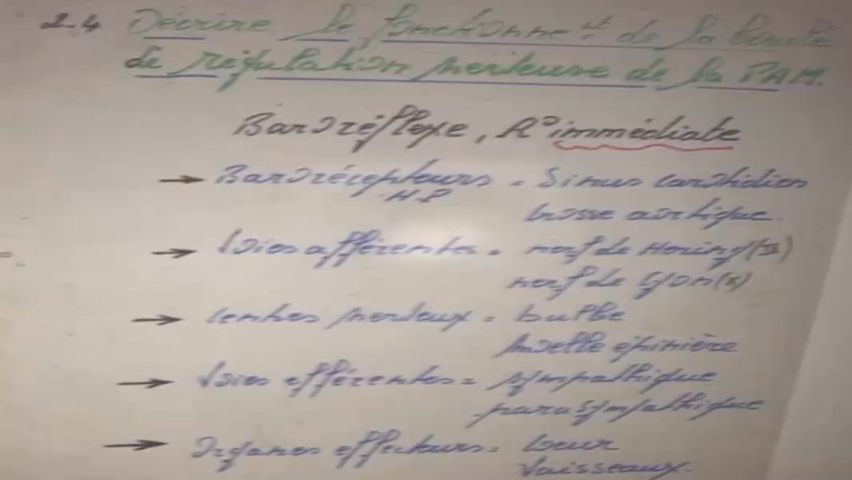 2-4 Décrire le fonctionne^t de la boucle
de régulation nerveuse de la PAM.
Baroréflexe, R° immédiate
→ Barorécepteurs = Sinus carotidien
HP
crosse aortique.
→ Voies afférentes = nerf de Hering (IX)
nerf de Cyon (X)
→ Centres nerveux = bulbe
moelle épinière
→ Voies efférentes = sympathique
parasympathique
→ Organes effecteurs = Coeur
Vaisseaux.